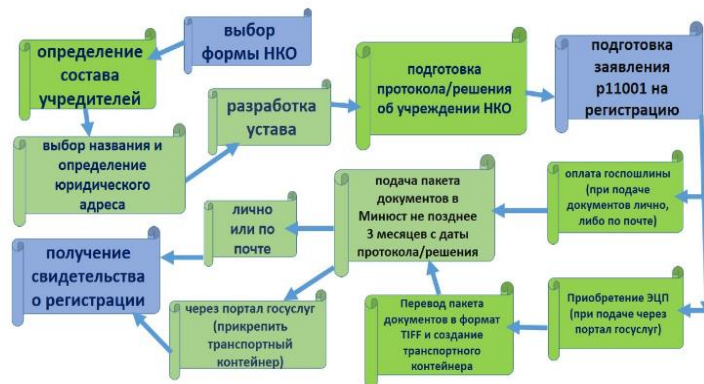 выбор
формы НКО
определение
состава
учредителей
выбор названия и
определение
юридического
адреса
разработка
устава
подготовка
протокола/решения
об учреждении НКО
подготовка
заявления
р11001 на
регистрацию
оплата госпошлины
(при подаче
документов лично,
либо по почте)
Приобретение ЭЦП
(при подаче через
портал госуслуг)
Перевод пакета
документов в формат
TIFF и создание
транспортного
контейнера
подача пакета
документов в
Минюст не позднее
3 месяцев с даты
протокола/решения
лично
или по
почте
через портал госуслуг
(прикрепить
транспортный
контейнер)
получение
свидетельства
о регистрации